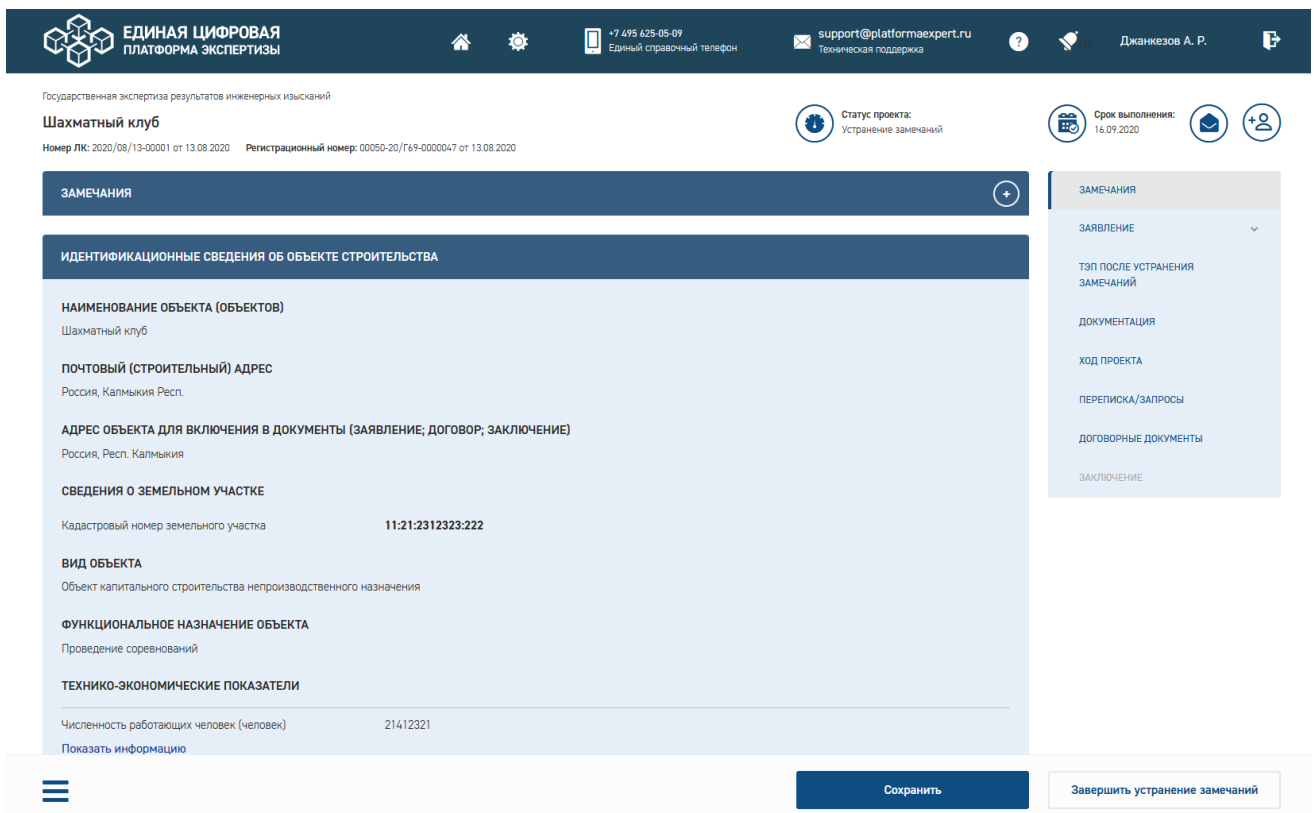 ЕДИНАЯ ЦИФРОВАЯ
ПЛАТФОРМА ЭКСПЕРТИЗЫ
+7 495 625-05-09
Единый справочный телефон
support@platformaexpert.ru
Техническая поддержка
?
Джанкезов А. Р.
Государственная экспертиза результатов инженерных изысканий
Шахматный клуб
Номер ЛК: 2020/08/13-00001 от 13.08.2020 Регистрационный номер: 00050-20/Г69-0000047 от 13.08.2020
Статус проекта:
Устранение замечаний
Срок выполнения:
16.09.2020
ЗАМЕЧАНИЯ
ИДЕНТИФИКАЦИОННЫЕ СВЕДЕНИЯ ОБ ОБЪЕКТЕ СТРОИТЕЛЬСТВА
НАИМЕНОВАНИЕ ОБЪЕКТА (ОБЪЕКТОВ)
Шахматный клуб
ПОЧТОВЫЙ (СТРОИТЕЛЬНЫЙ) АДРЕС
Россия, Калмыкия Респ.
АДРЕС ОБЪЕКТА ДЛЯ ВКЛЮЧЕНИЯ В ДОКУМЕНТЫ (ЗАЯВЛЕНИЕ; ДОГОВОР; ЗАКЛЮЧЕНИЕ)
Россия, Респ. Калмыкия
СВЕДЕНИЯ О ЗЕМЕЛЬНОМ УЧАСТКЕ
Кадастровый номер земельного участка 11:21:2312323:222
ВИД ОБЪЕКТА
Объект капитального строительства непроизводственного назначения
ФУНКЦИОНАЛЬНОЕ НАЗНАЧЕНИЕ ОБЪЕКТА
Проведение соревнований
ТЕХНИКО-ЭКОНОМИЧЕСКИЕ ПОКАЗАТЕЛИ
Численность работающих человек (человек) 21412321
Показать информацию
ЗАМЕЧАНИЯ
ЗАЯВЛЕНИЕ
ТЭП ПОСЛЕ УСТРАНЕНИЯ
ЗАМЕЧАНИЙ
ДОКУМЕНТАЦИЯ
ХОД ПРОЕКТА
ПЕРЕПИСКА/ЗАПРОСЫ
ДОГОВОРНЫЕ ДОКУМЕНТЫ
ЗАКЛЮЧЕНИЕ
Сохранить
Завершить устранение замечаний